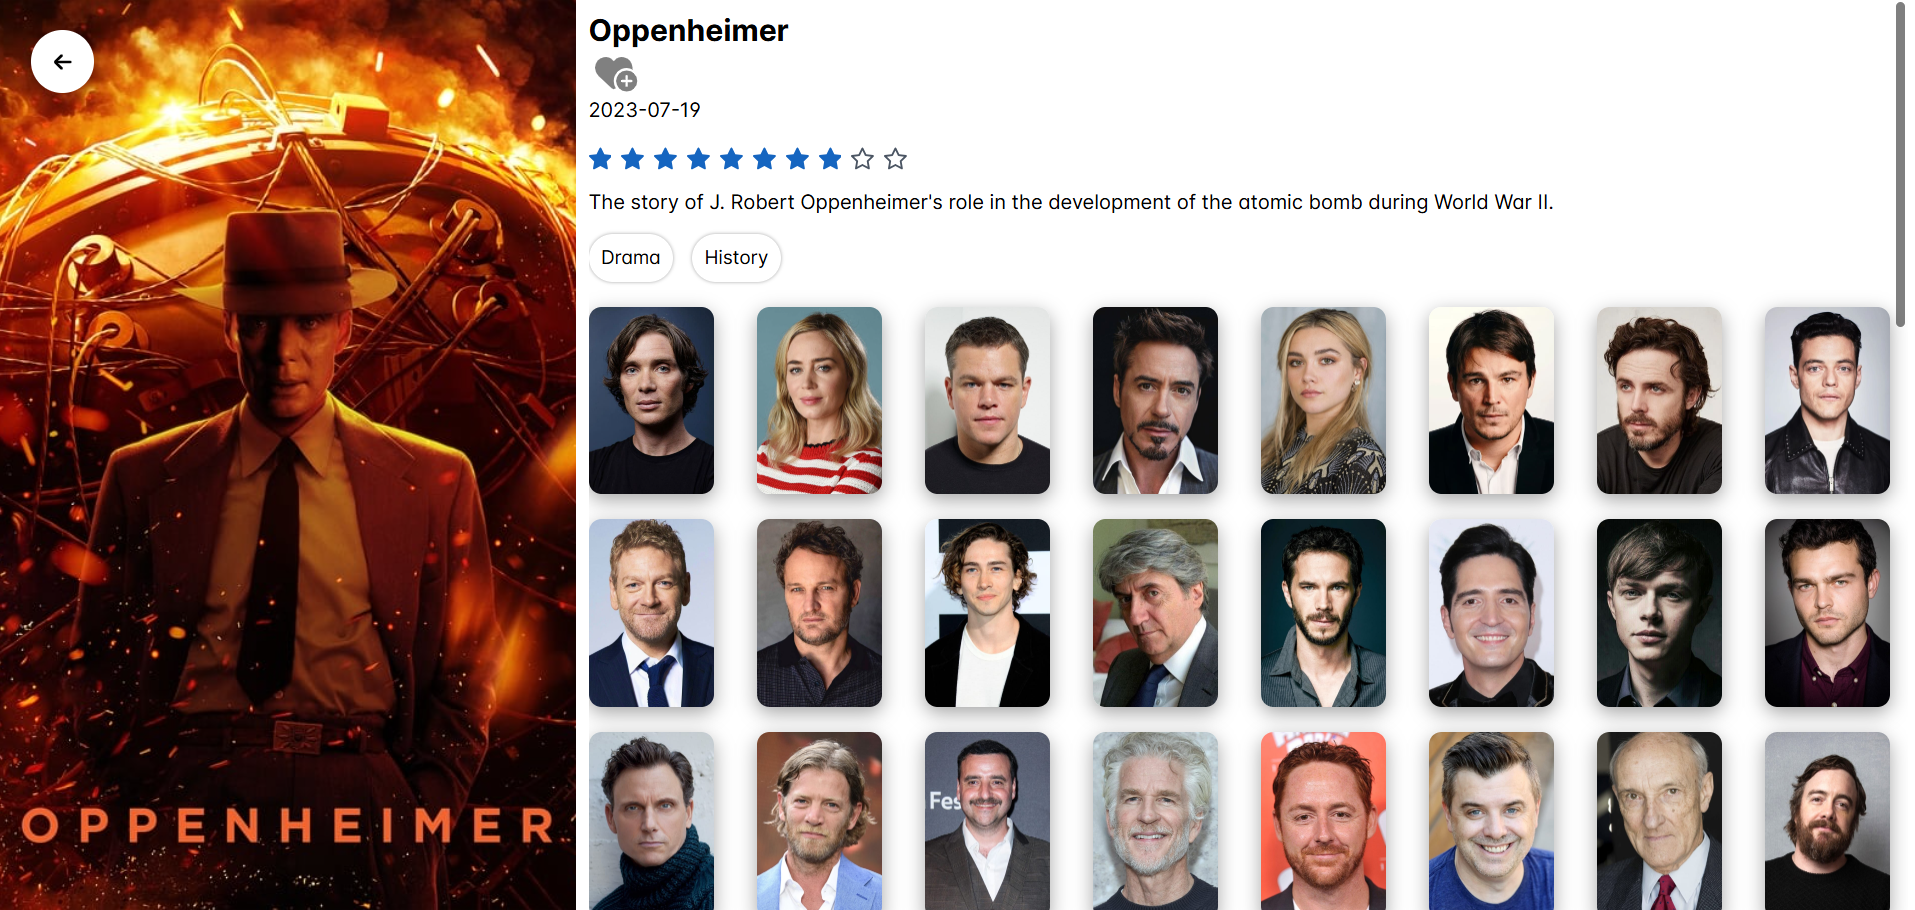 OPPENHEIMER
Oppenheimer
2023-07-19
The story of J. Robert Oppenheimer's role in the development of the atomic bomb during World War II.
Drama
History
Fes